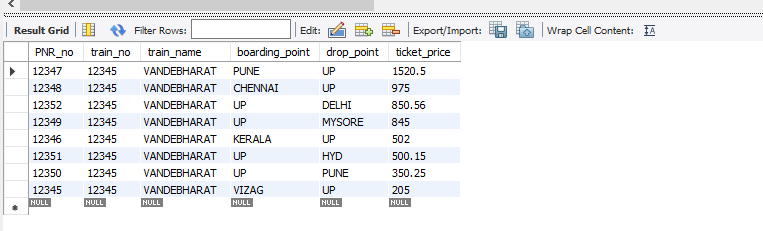 Result Grid Filter Rows: Edit: Export/Import: Wrap Cell Content: IA
PNR_no train_no train_name boarding_point drop_point ticket_price
12347 12345 VANDEBHARAT PUNE UP 1520.5
12348 12345 VANDEBHARAT CHENNAI UP 975
12352 12345 VANDEBHARAT UP DELHI 850.56
12349 12345 VANDEBHARAT UP MYSORE 845
12346 12345 VANDEBHARAT KERALA UP 502
12351 12345 VANDEBHARAT UP HYD 500.15
12350 12345 VANDEBHARAT UP PUNE 350.25
12345 12345 VANDEBHARAT VIZAG UP 205
NULL NULL NULL NULL NULL NULL